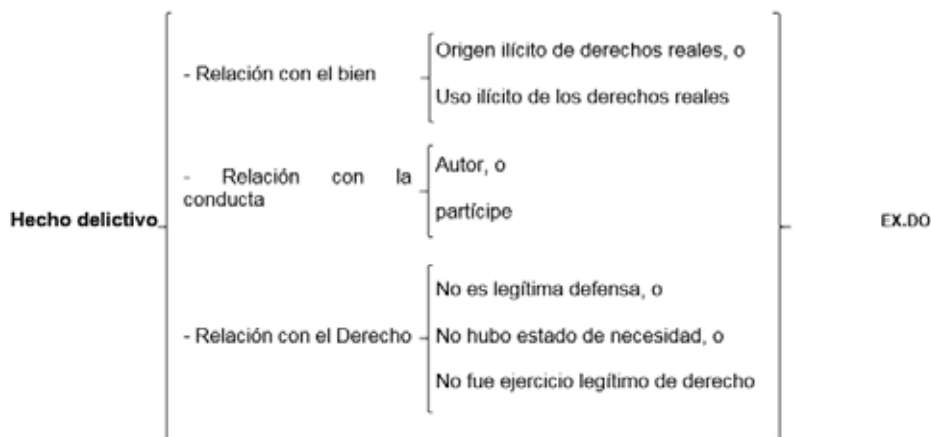 Hecho delictivo
- Relación con el bien
Origen ilícito de derechos reales, o
Uso ilícito de los derechos reales
- Relación con la
conducta
Autor, o
partícipe
- Relación con el Derecho
No es legítima defensa, o
No hubo estado de necesidad, o
No fue ejercicio legítimo de derecho
EX.DO